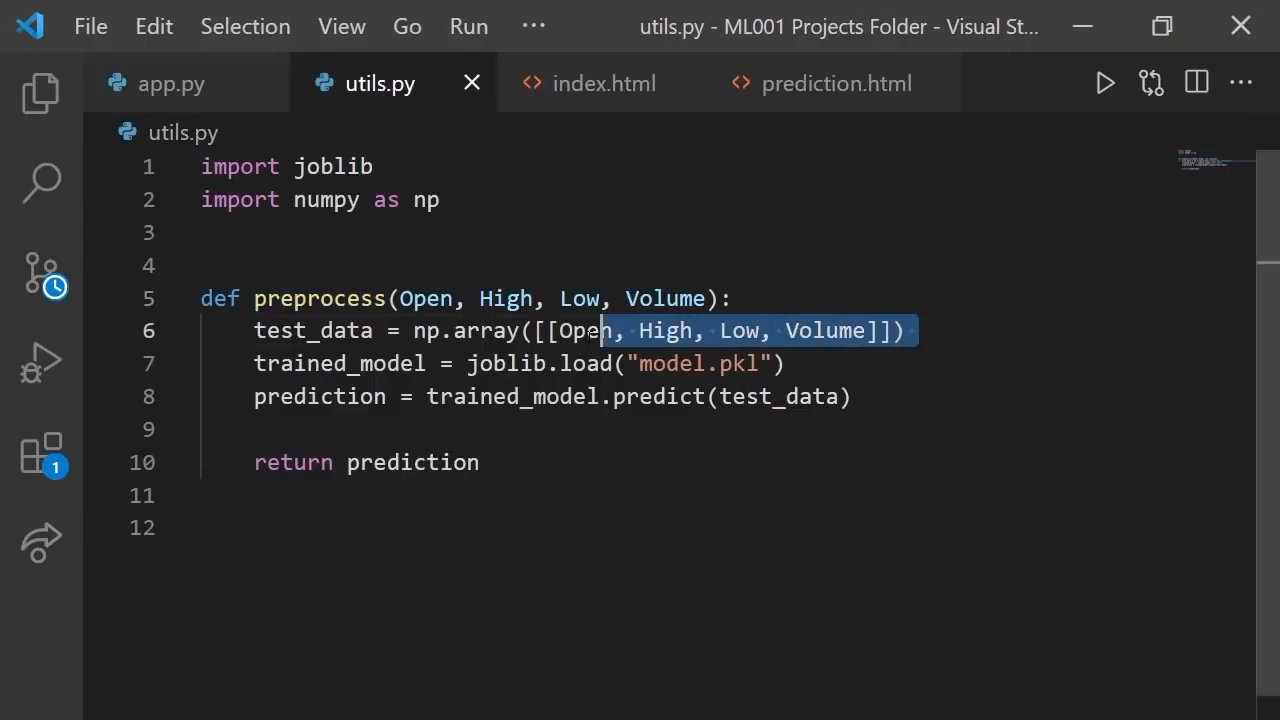 File Edit Selection View Go Run ··· utils.py - ML001 Projects Folder - Visual St...
app.py utils.py index.html prediction.html
utils.py
1 import joblib
2 import numpy as np
3
4
5 def preprocess(Open, High, Low, Volume):
6 test_data = np.array([[Open, High, Low, Volume]])
7 trained_model = joblib.load("model.pkl")
8 prediction = trained_model.predict(test_data)
9
10 return prediction
11
12
1